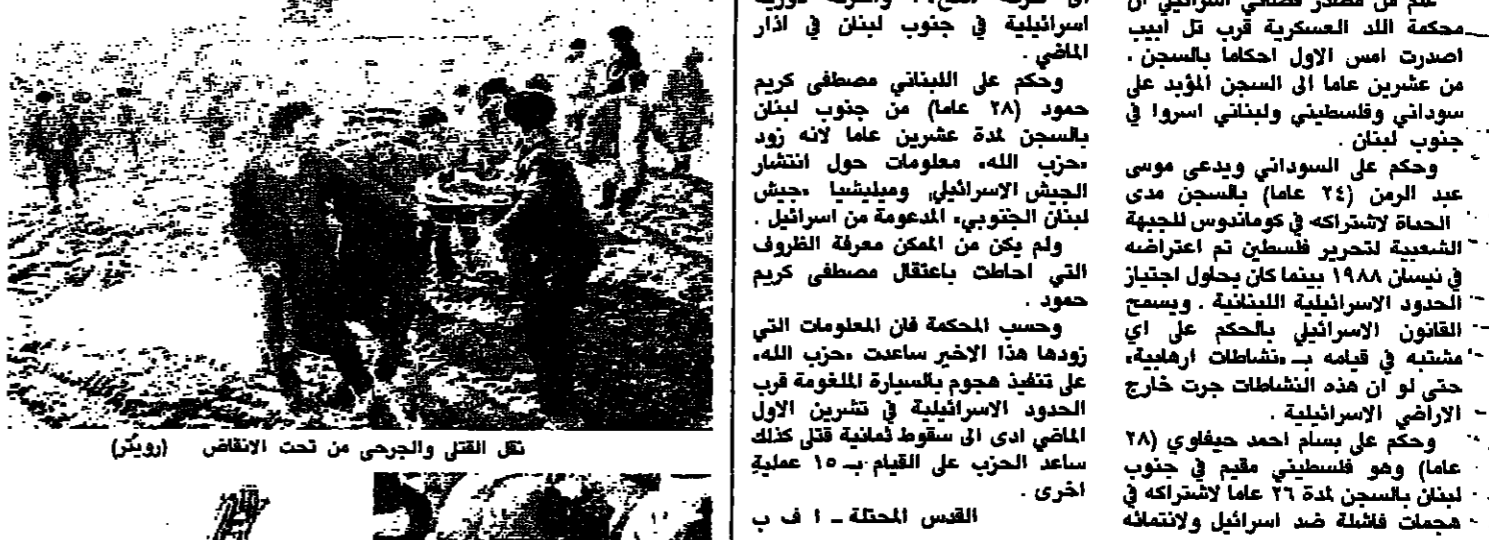 علم من مصدر قضائي اسرائيلي ان
محكمة اللد العسكرية قرب تل ابيب
اصدرت امس الاول احكاما بالسجن .
من عشرين عاما الى السجن المؤبد على
سوداني وفلسطيني ولبناني اسروا في
جنوب لبنان .
وحكم على السوداني ويدعى موسى
عبد الرمن (٢٤ عاما) بالسجن مدى
الحداة لاشتراكه في كوماندوس للجبهة
الشعبية لتحرير فلسطين تم اعتراضه
في نيسان ١٩٨٨ بينما كان يحاول اجتياز
الحدود الاسرائيلية اللبنانية . ويسمح
القانون الاسرائيلي بالحكم على اي
مشتبه في قيامه بـ «نشاطات ارهابية»
حتى لو ان هذه النشاطات جرت خارج
الاراضي الاسرائيلية .
وحكم على بسام احمد حيفاوي (٢٨
عاما) وهو فلسطيني مقيم في جنوب
لبنان بالسجن لمدة ٢٦ عاما لاشتراكه في
هجمات فاشلة ضد اسرائيل ولانتمائه
دورية
اسرائيلية في جنوب لبنان في اذار
الماضي .
وحكم على اللبناني مصطفى كريم
حمود (٢٨ عاما) من جنوب لبنان
بالسجن لمدة عشرين عاما لانه زود
«حزب الله» معلومات حول انتشار
الجيش الاسرائيلي وميليشيا «جيش
لبنان الجنوبي» المدعومة من اسرائيل .
ولم يكن من الممكن معرفة الظروف
التي احاطت باعتقال مصطفى كريم
حمود .
وحسب المحكمة فان المعلومات التي
زودها هذا الاخير ساعدت «حزب الله»
على تنفيذ هجوم بالسيارة الملغومة قرب
الحدود الاسرائيلية في تشرين الاول
الماضي ادى الى سقوط ثمانية قتلى كذلك
ساعد الحزب على القيام بـ ١٥ عملية
اخرى .
القدس المحتلة ـ ا ف ب
نقل القتلى والجرحى من تحت الانقاض (رويتر)